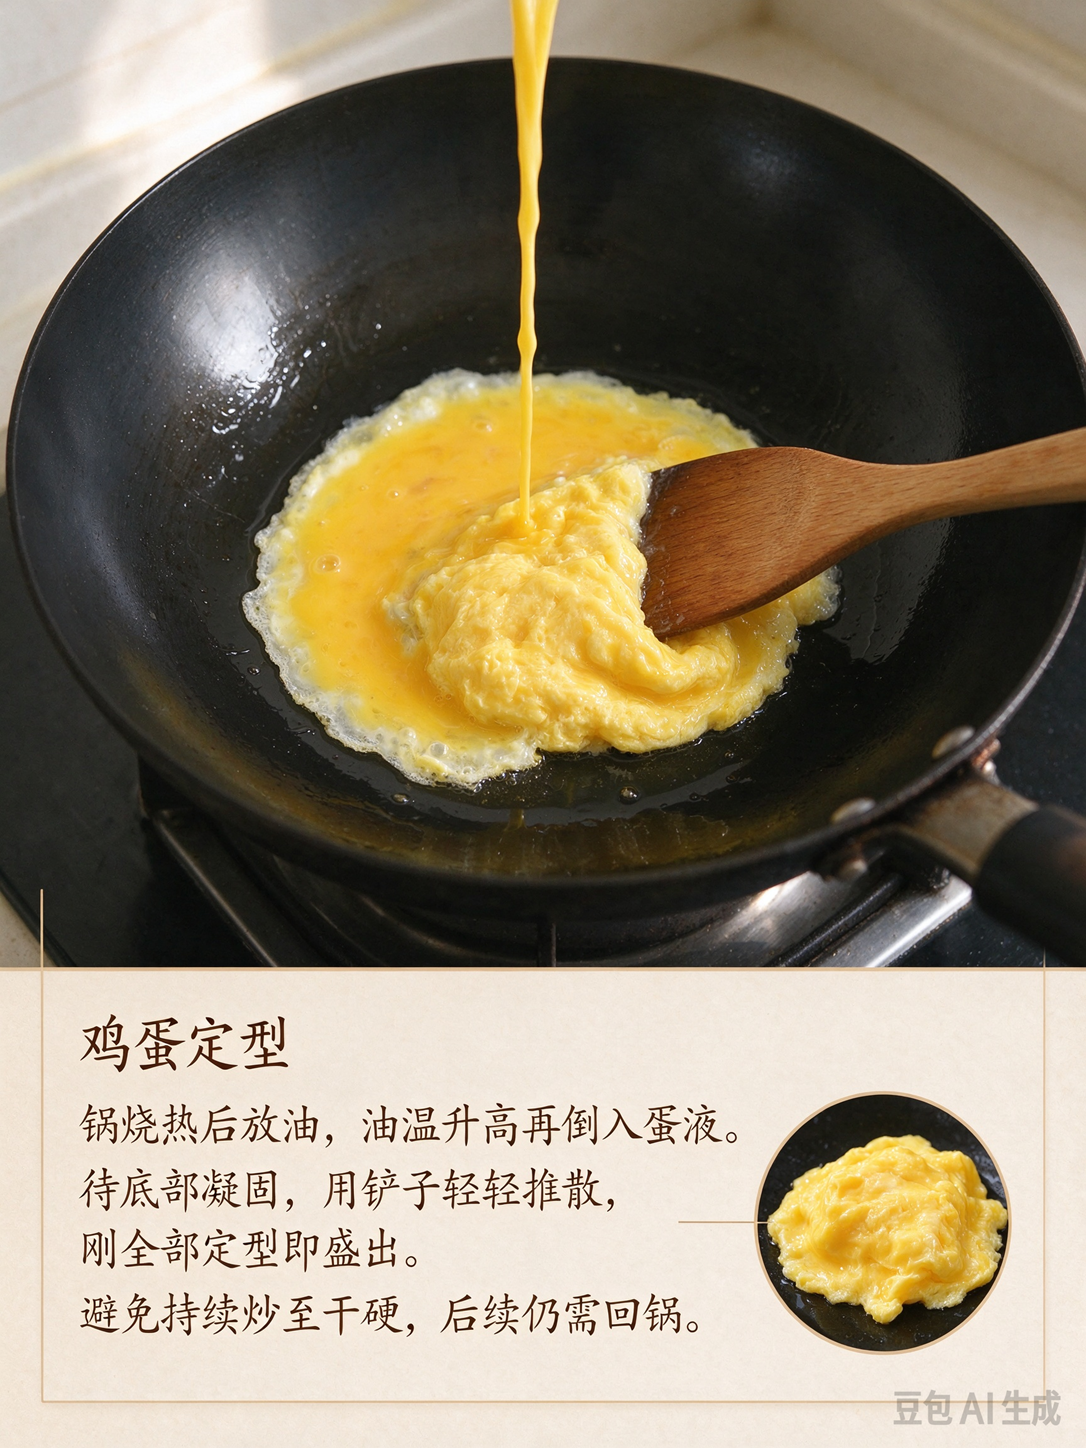 鸡蛋定型
锅烧热后放油，油温升高再倒入蛋液。
待底部凝固，用铲子轻轻推散，
刚全部定型即盛出。
避免持续炒至干硬，后续仍需回锅。
豆包AI生成